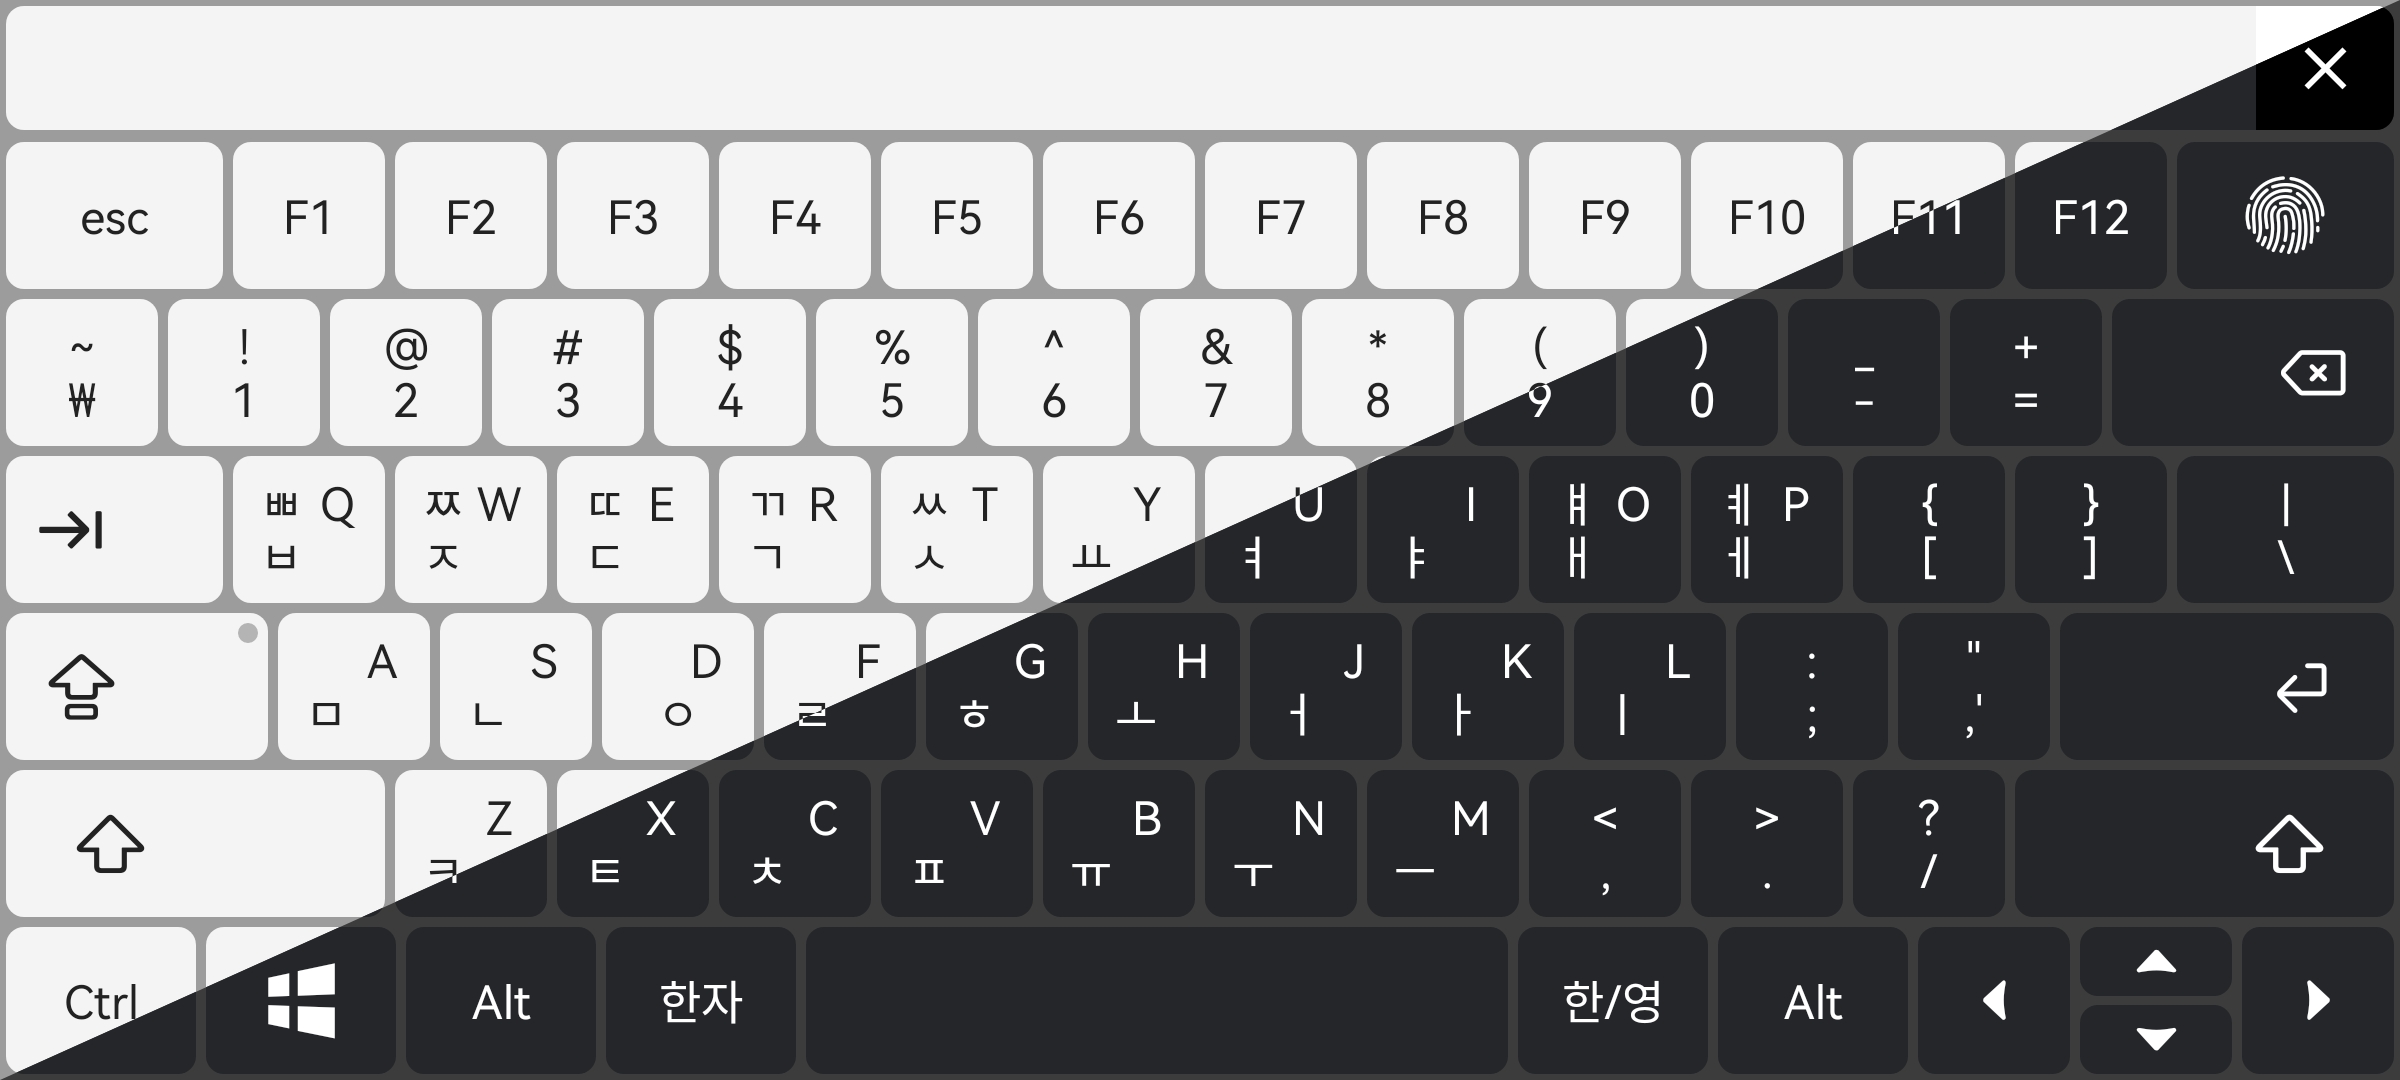 esc F1 F2 F3 F4 F5 F6 F7 F8 F9 F10 F11 F12
~ ! @ # $ % ^ & * ( ) _ +
₩ 1 2 3 4 5 6 7 8 9 0 - =
ㅃ Q ㅉ W ㄸ E ㄲ R ㅆ T Y U I ㅒ O ㅖ P { } |
ㅂ ㅈ ㄷ ㄱ ㅅ ㅛ ㅕ ㅑ ㅐ ㅔ [ ] \
A S D F G H J K L : "
ㅁ ㄴ ㅇ ㄹ ㅎ ㅗ ㅓ ㅏ ㅣ ; ,'
Z X C V B N M < > ?
ㅋ ㅌ ㅊ ㅍ ㅠ ㅜ ㅡ , . /
Ctrl Alt 한자 한/영 Alt